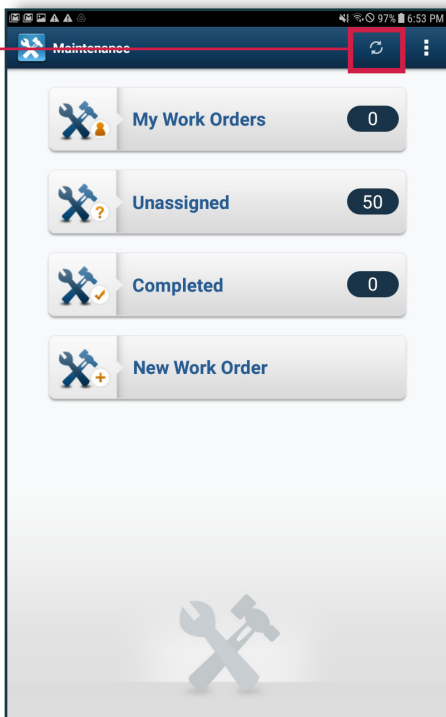 97% 6:53 PM
Maintenance
My Work Orders 0
?
Unassigned 50
Completed 0
+
New Work Order